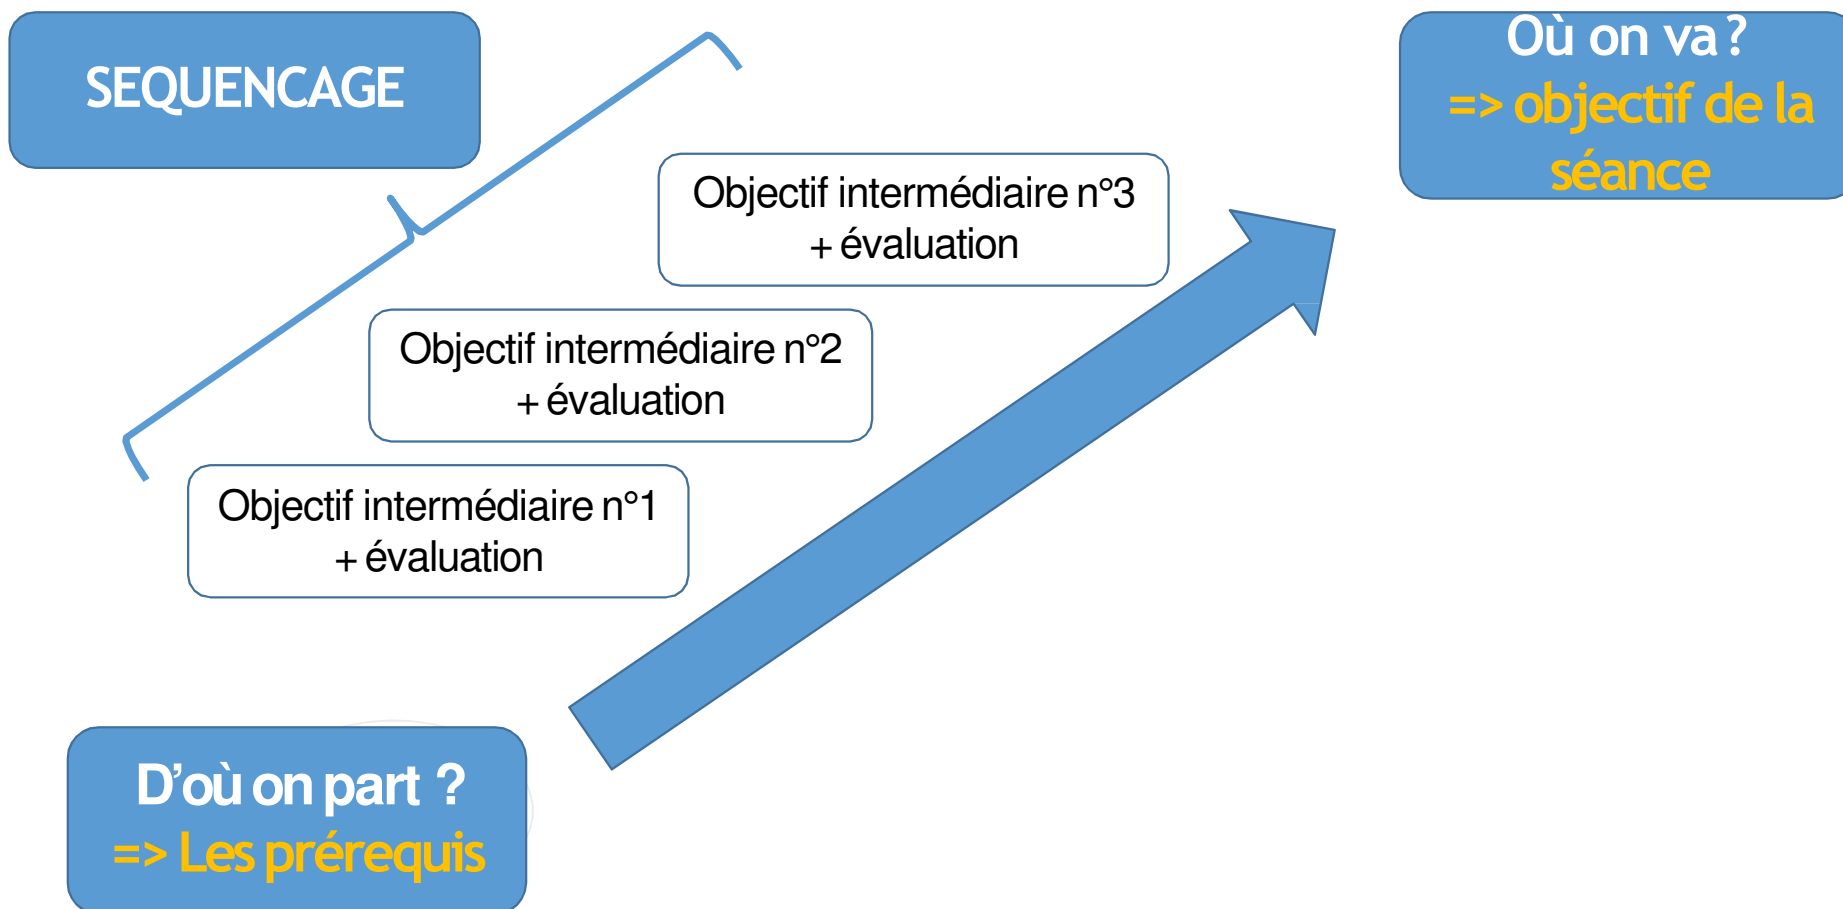 SEQUENCAGE
Où on va ?
=> objectif de la
séance
Objectif intermédiaire n°3
+ évaluation
Objectif intermédiaire n°2
+ évaluation
Objectif intermédiaire n°1
+ évaluation
D’où on part ?
=> Les prérequis